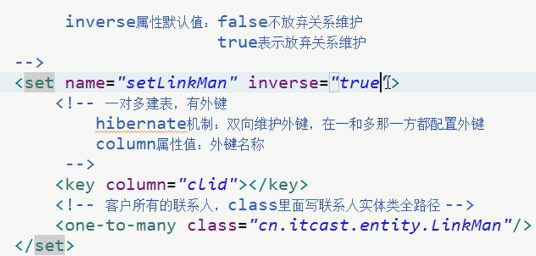 inverse属性默认值：false不放弃关系维护
true表示放弃关系维护
-->
<set name="setLinkMan" inverse="true">
<!-- 一对多建表，有外键
hibernate机制：双向维护外键，在一和多那一方都配置外键
column属性值：外键名称
-->
<key column="clid"></key>
<!-- 客户所有的联系人，class里面写联系人实体类全路径 -->
<one-to-many class="cn.itcast.entity.LinkMan"/>
</set>